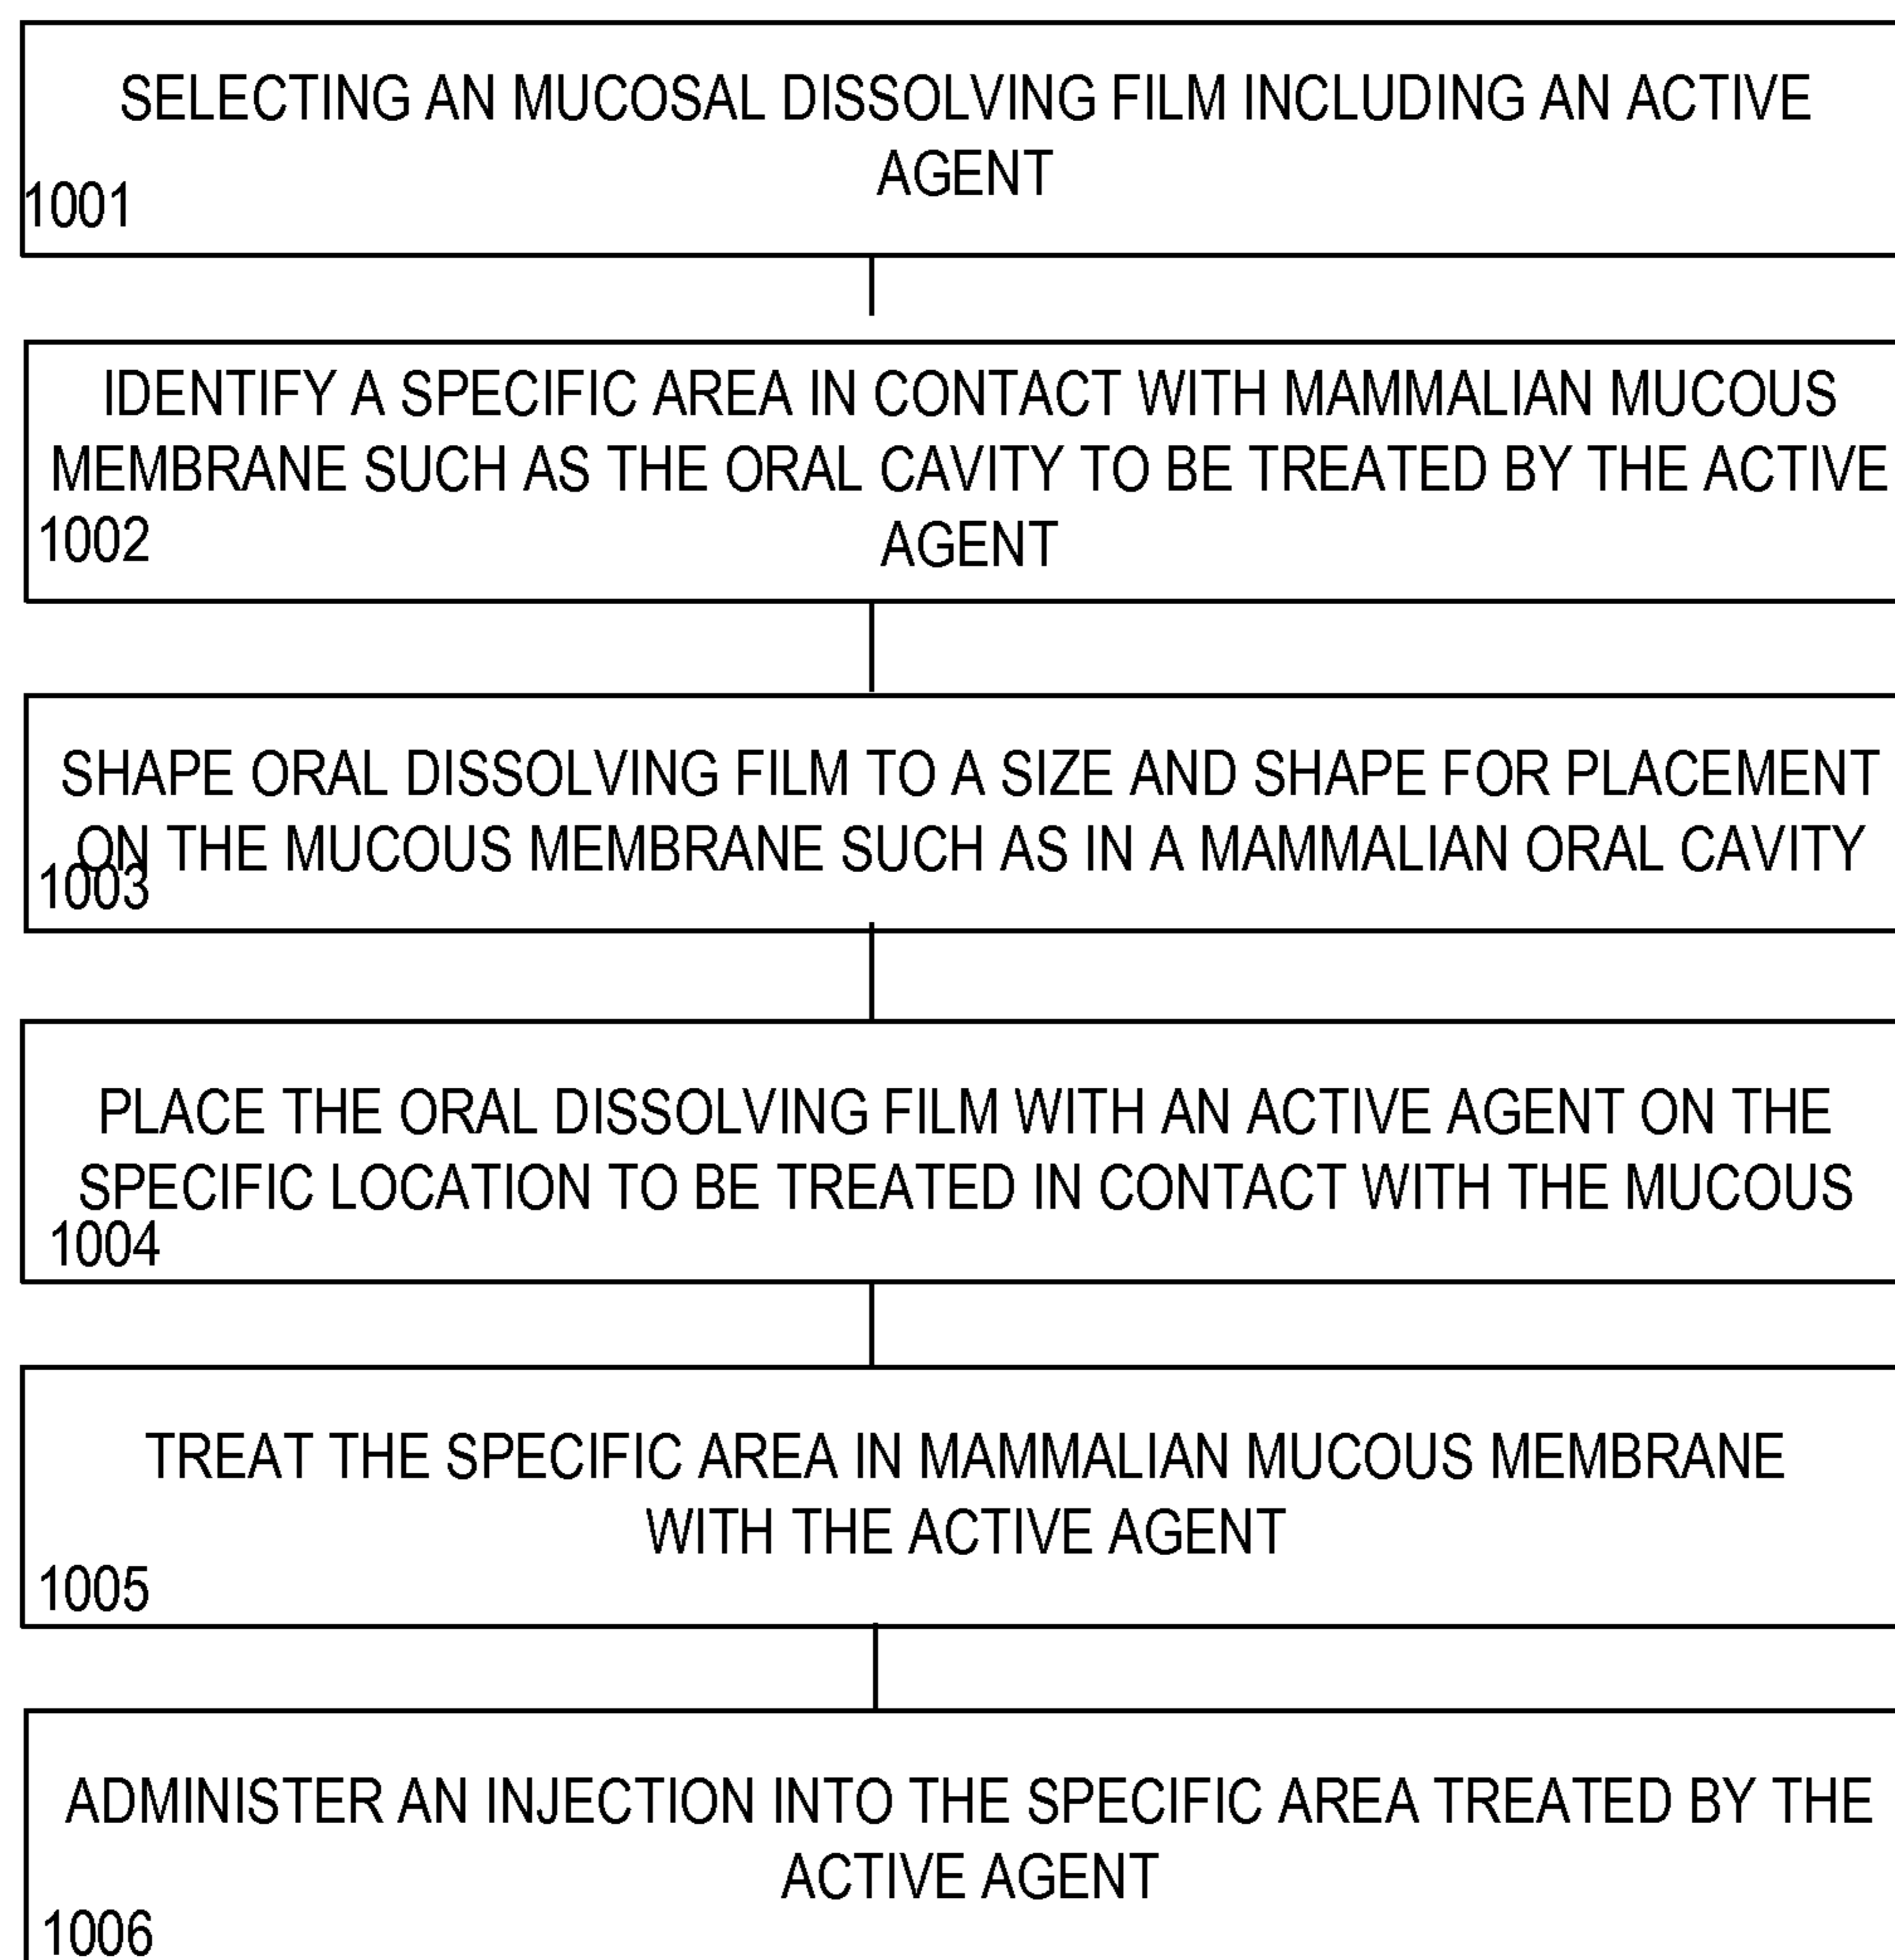 SELECTING AN MUCOSAL DISSOLVING FILM INCLUDING AN ACTIVE
AGENT
1001
IDENTIFY A SPECIFIC AREA IN CONTACT WITH MAMMALIAN MUCOUS
MEMBRANE SUCH AS THE ORAL CAVITY TO BE TREATED BY THE ACTIVE
AGENT
1002
SHAPE ORAL DISSOLVING FILM TO A SIZE AND SHAPE FOR PLACEMENT
ON THE MUCOUS MEMBRANE SUCH AS IN A MAMMALIAN ORAL CAVITY
1003
PLACE THE ORAL DISSOLVING FILM WITH AN ACTIVE AGENT ON THE
SPECIFIC LOCATION TO BE TREATED IN CONTACT WITH THE MUCOUS
1004
TREAT THE SPECIFIC AREA IN MAMMALIAN MUCOUS MEMBRANE
WITH THE ACTIVE AGENT
1005
ADMINISTER AN INJECTION INTO THE SPECIFIC AREA TREATED BY THE
ACTIVE AGENT
1006